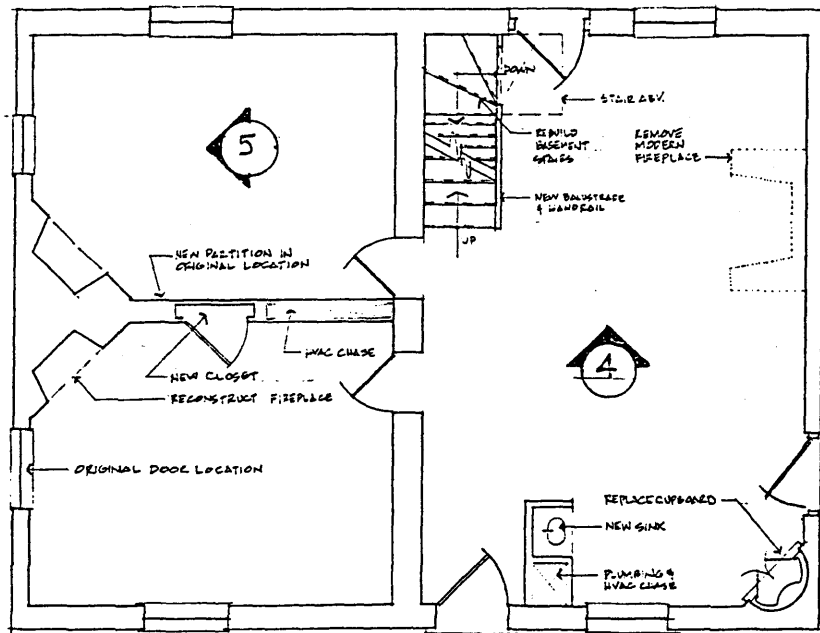 DOWN
STAIR ABV.
5
REBUILD
BASEMENT
STAIRS
REMOVE
MODERN
FIREPLACE
NEW BALUSTRADE
& HANDRAIL
UP
NEW PARTITION IN
ORIGINAL LOCATION
HVAC CHASE
4
NEW CLOSET
RECONSTRUCT FIREPLACE
ORIGINAL DOOR LOCATION
REPLACE CUPBOARD
NEW SINK
PLUMBING &
HVAC CHASE